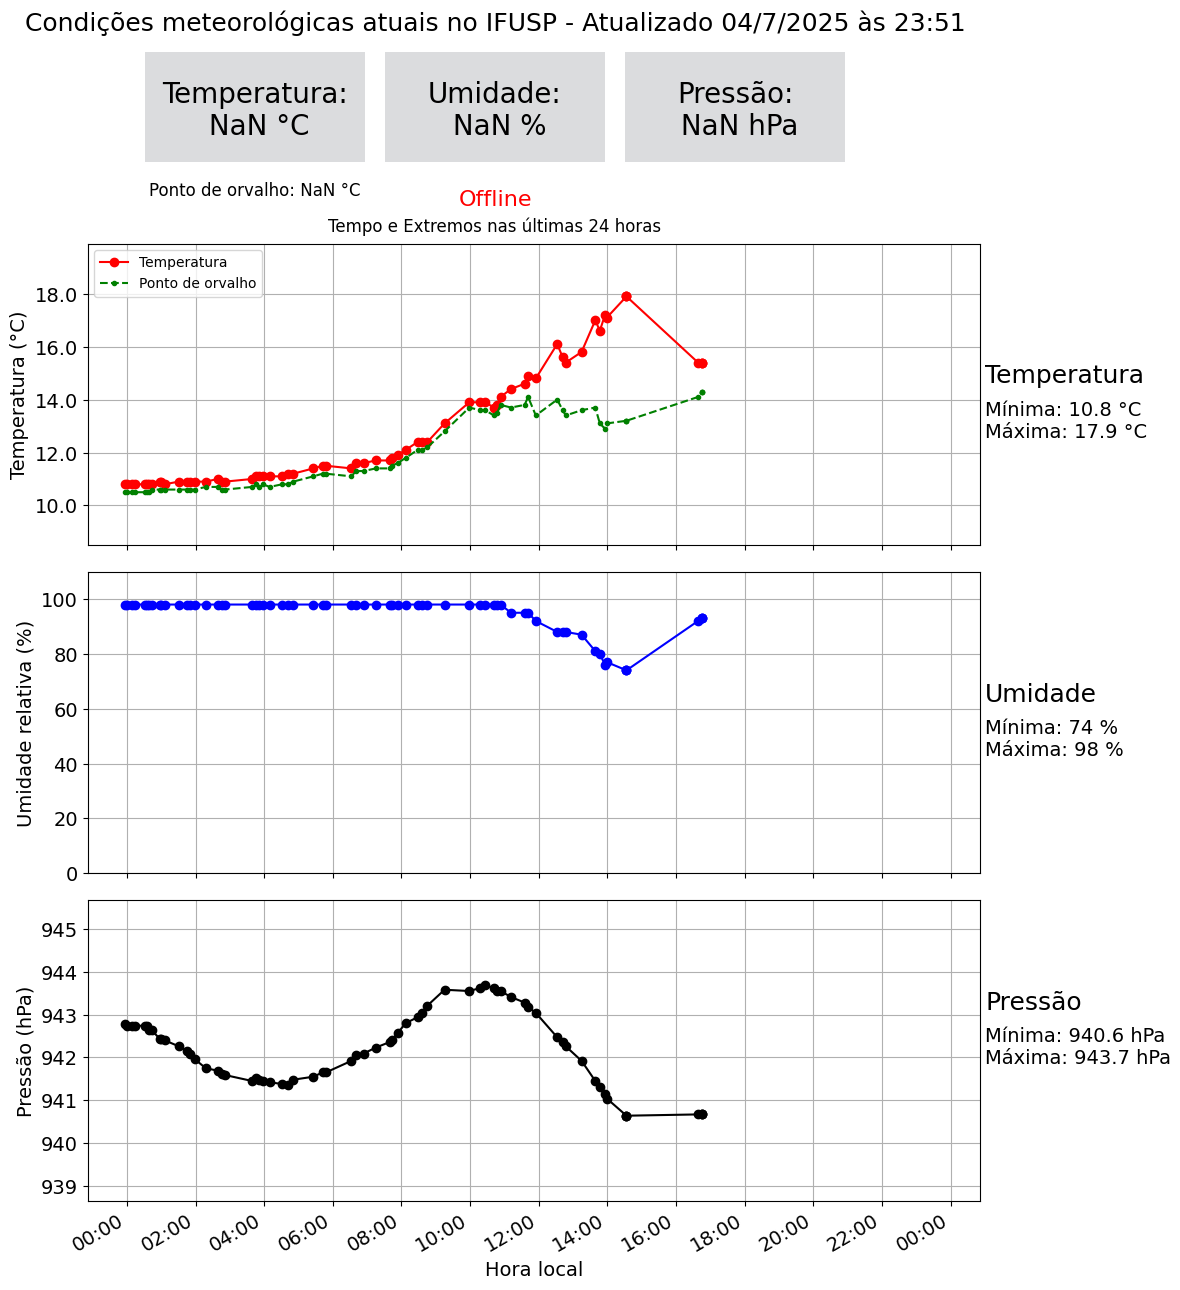 Condições meteorológicas atuais no IFUSP - Atualizado 04/7/2025 às 23:51
Temperatura:
NaN °C
Umidade:
NaN %
Pressão:
NaN hPa
Ponto de orvalho: NaN °C
Offline
Tempo e Extremos nas últimas 24 horas
Temperatura
Ponto de orvalho
Temperatura (°C)
18.0
16.0
14.0
12.0
10.0
Temperatura
Mínima: 10.8 °C
Máxima: 17.9 °C
Umidade relativa (%)
100
80
60
40
20
0
Umidade
Mínima: 74 %
Máxima: 98 %
Pressão (hPa)
945
944
943
942
941
940
939
Pressão
Mínima: 940.6 hPa
Máxima: 943.7 hPa
00:00 02:00 04:00 06:00 08:00 10:00 12:00 14:00 16:00 18:00 20:00 22:00 00:00
Hora local